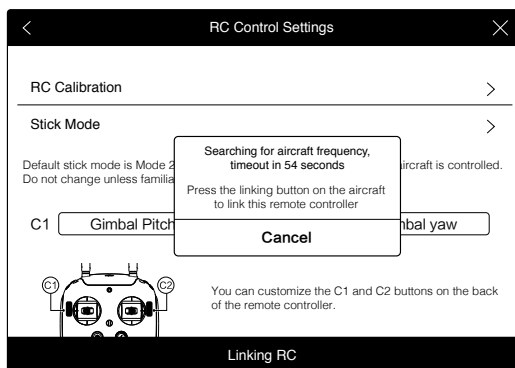 RC Control Settings
RC Calibration
Stick Mode
Default stick mode is Mode 2
ircraft is controlled.
Do not change unless familia
Searching for aircraft frequency,
timeout in 54 seconds
Press the linking button on the aircraft
to link this remote controller
Cancel
C1 Gimbal Pitch
nbal yaw
C1
C2
You can customize the C1 and C2 buttons on the back
of the remote controller.
Linking RC